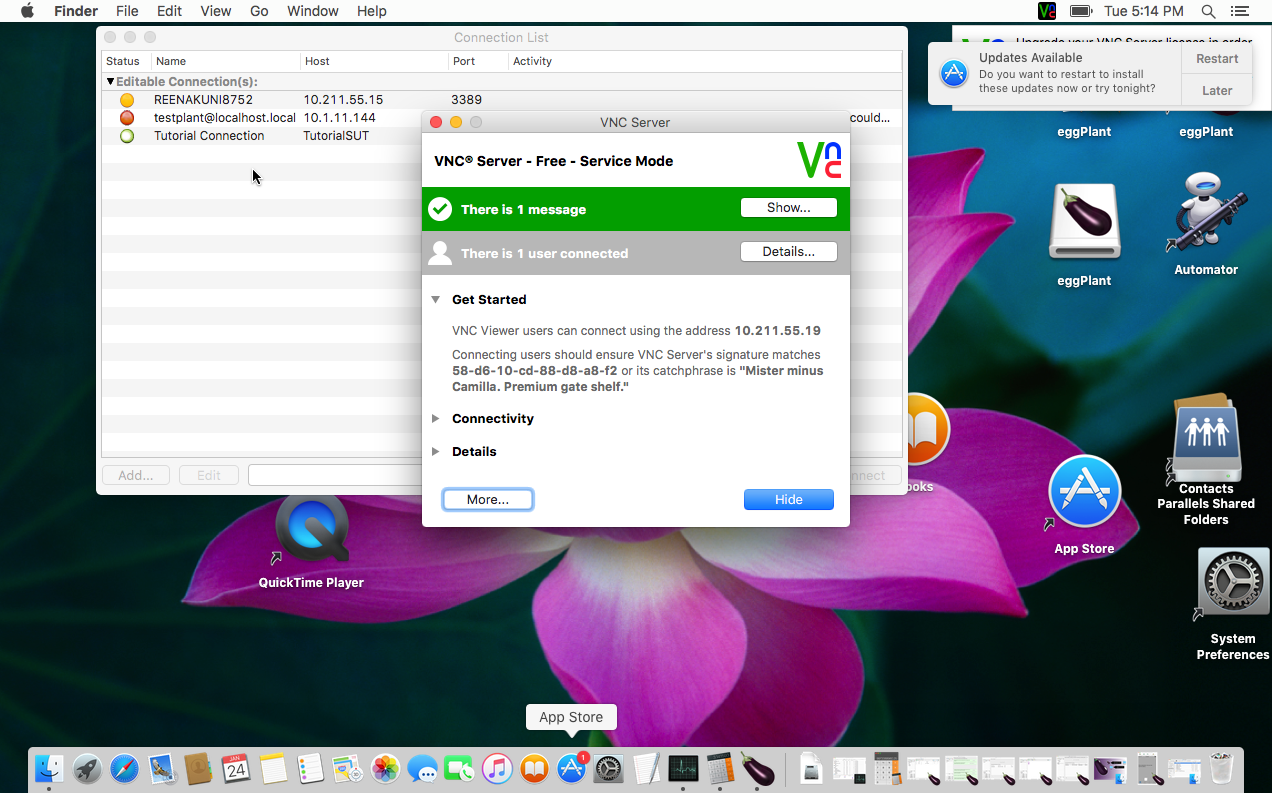 Finder File Edit View Go Window Help
Tue 5:14 PM
Connection List
Status Name Host Port Activity
Editable Connection(s):
REENAKUNI8752 10.211.55.15 3389
testplant@localhost.local 10.1.11.144 could...
Tutorial Connection TutorialSUT
Add... Edit
nnect
VNC Server
VNC® Server - Free - Service Mode
There is 1 message
Show...
There is 1 user connected
Details...
Get Started
VNC Viewer users can connect using the address 10.211.55.19
Connecting users should ensure VNC Server's signature matches
58-d6-10-cd-88-d8-a8-f2 or its catchphrase is "Mister minus
Camilla. Premium gate shelf."
Connectivity
Details
More...
Hide
Upgrade your VNC Server license in order
Updates Available
Do you want to restart to install
these updates now or try tonight?
Restart
Later
eggPlant
eggPlant
eggPlant
Automator
ooks
App Store
Contacts
Parallels Shared
Folders
QuickTime Player
System
Preferences
App Store
JAN
24
1